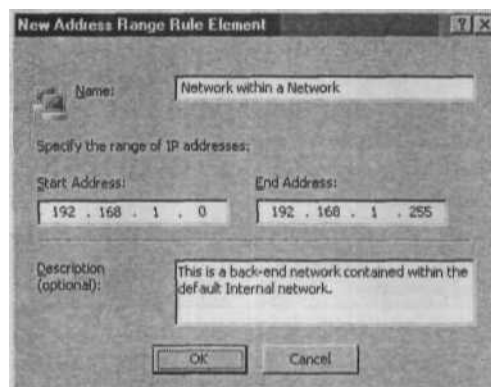 New Address Range Rule Element
Name: Network within a Network
Specify the range of IP addresses:
Start Address: End Address:
192 . 168 . 1 . 0 192 . 168 . 1 . 255
Description (optional): This is a back-end network contained within the default Internal network.
OK Cancel